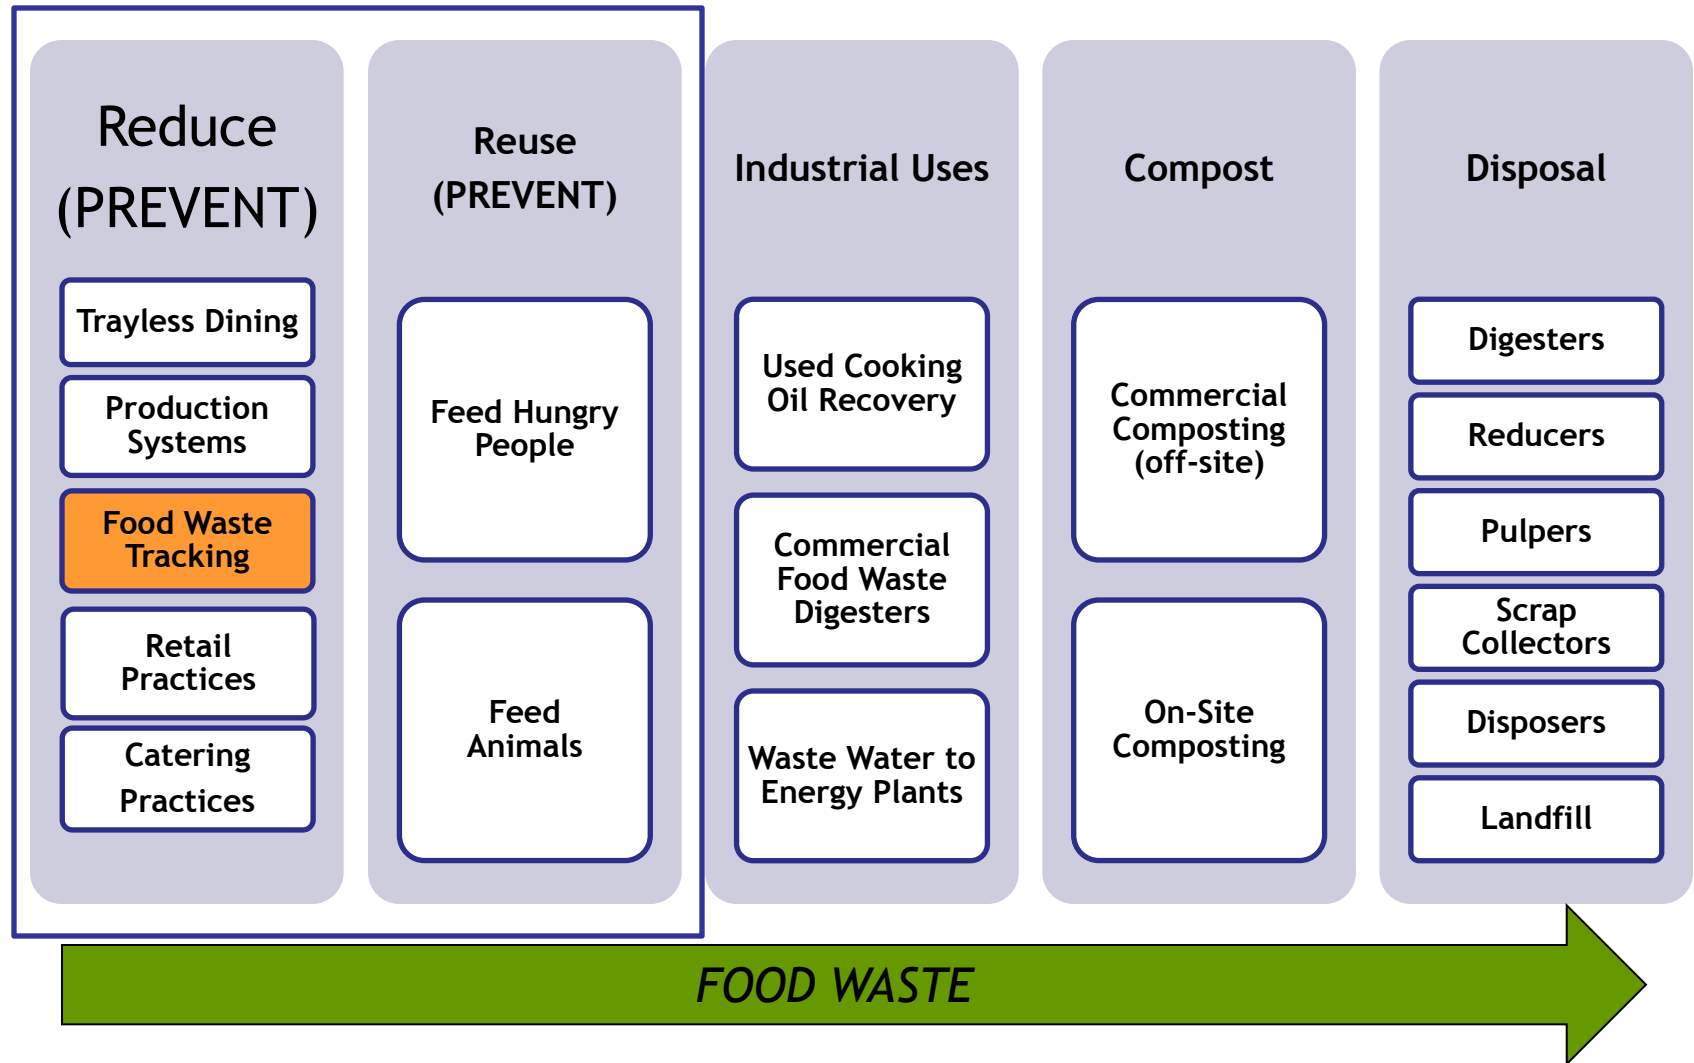 Reduce
(PREVENT)
Trayless Dining
Production
Systems
Food Waste
Tracking
Retail
Practices
Catering
Practices
Reuse
(PREVENT)
Feed Hungry
People
Feed
Animals
Industrial Uses
Used Cooking
Oil Recovery
Commercial
Food Waste
Digesters
Waste Water to
Energy Plants
Compost
Commercial
Composting
(off-site)
On-Site
Composting
Disposal
Digesters
Reducers
Pulpers
Scrap
Collectors
Disposers
Landfill
FOOD WASTE